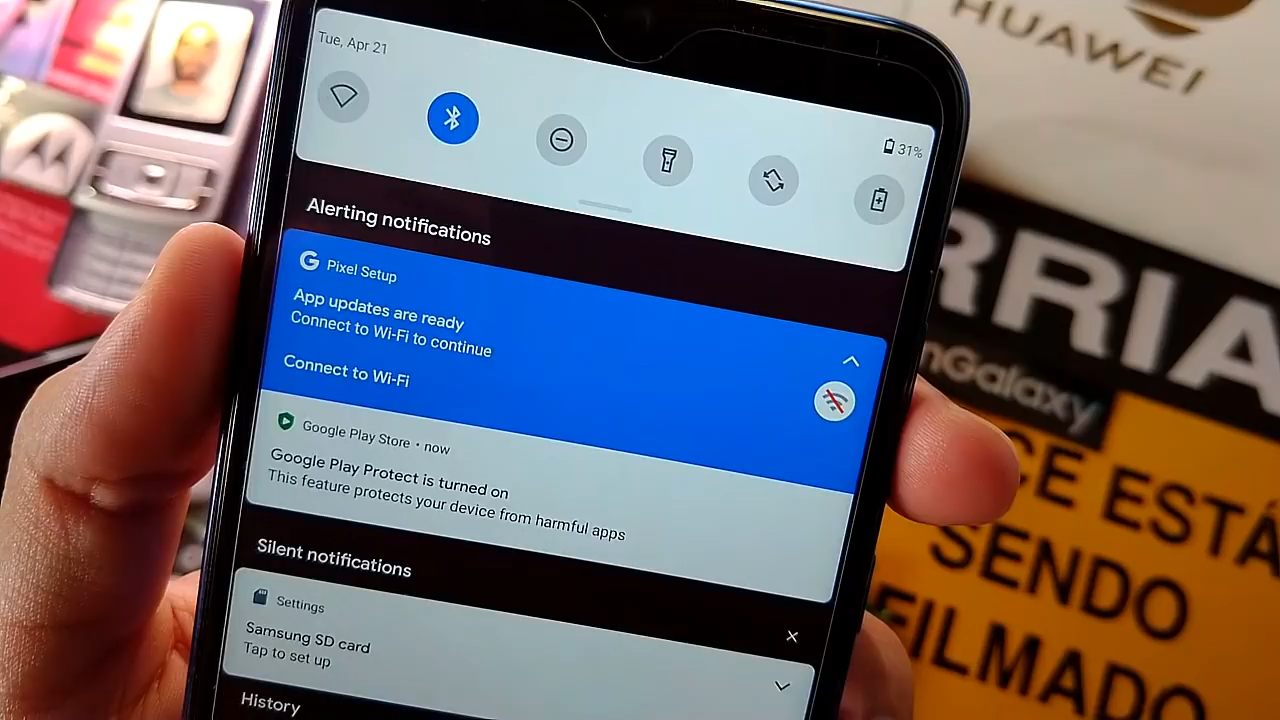 HUAWEI
Tue, Apr 21
31%
Alerting notifications
Pixel Setup
App updates are ready
Connect to Wi-Fi to continue
Connect to Wi-Fi
Google Play Store • now
Google Play Protect is turned on
This feature protects your device from harmful apps
Silent notifications
Settings
Samsung SD card
Tap to set up
History
RRIA
nGalaxy
CE ESTÁ
SENDO
FILMADO